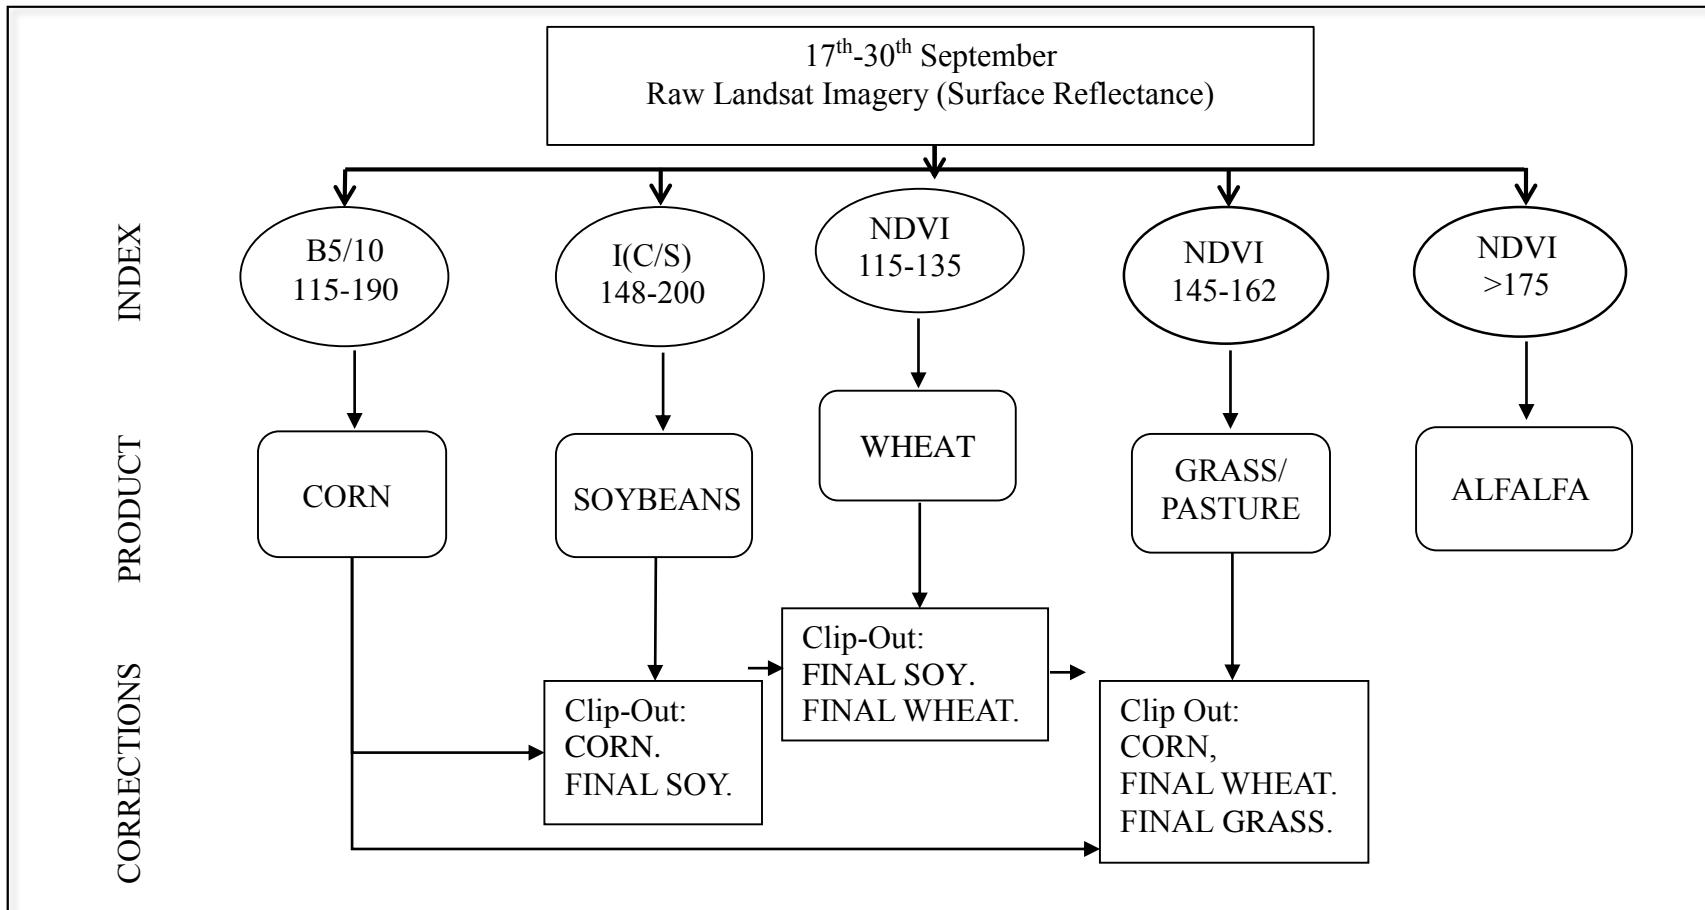 17th-30th September
Raw Landsat Imagery (Surface Reflectance)
INDEX
B5/10
115-190
I(C/S)
148-200
NDVI
115-135
NDVI
145-162
NDVI
>175
PRODUCT
CORN
SOYBEANS
WHEAT
GRASS/
PASTURE
ALFALFA
CORRECTIONS
Clip-Out:
CORN.
FINAL SOY.
Clip-Out:
FINAL SOY.
FINAL WHEAT.
Clip Out:
CORN,
FINAL WHEAT.
FINAL GRASS.